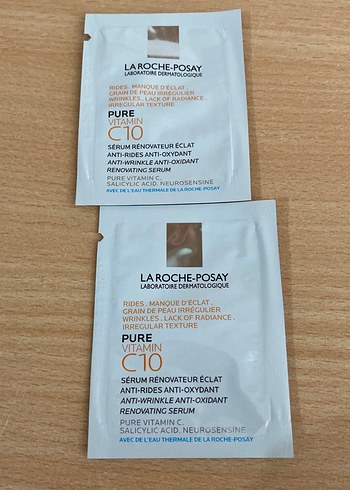 LA ROCHE-POSAY
LABORATOIRE DERMATOLOGIQUE
RIDES . MANQUE D'ÉCLAT .
GRAIN DE PEAU IRRÉGULIER
WRINKLES . LACK OF RADIANCE .
IRREGULAR TEXTURE
PURE
VITAMIN
C10
SÉRUM RÉNOVATEUR ÉCLAT
ANTI-RIDES ANTI-OXYDANT
ANTI-WRINKLE ANTI-OXIDANT
RENOVATING SERUM
PURE VITAMIN C.
SALICYLIC ACID. NEUROSENSINE
AVEC DE L'EAU THERMALE DE LA ROCHE-POSAY
LA ROCHE-POSAY
LABORATOIRE DERMATOLOGIQUE
RIDES . MANQUE D'ÉCLAT .
GRAIN DE PEAU IRRÉGULIER
WRINKLES . LACK OF RADIANCE .
IRREGULAR TEXTURE
PURE
VITAMIN
C10
SÉRUM RÉNOVATEUR ÉCLAT
ANTI-RIDES ANTI-OXYDANT
ANTI-WRINKLE ANTI-OXIDANT
RENOVATING SERUM
PURE VITAMIN C.
SALICYLIC ACID. NEUROSENSINE
AVEC DE L'EAU THERMALE DE LA ROCHE-POSAY